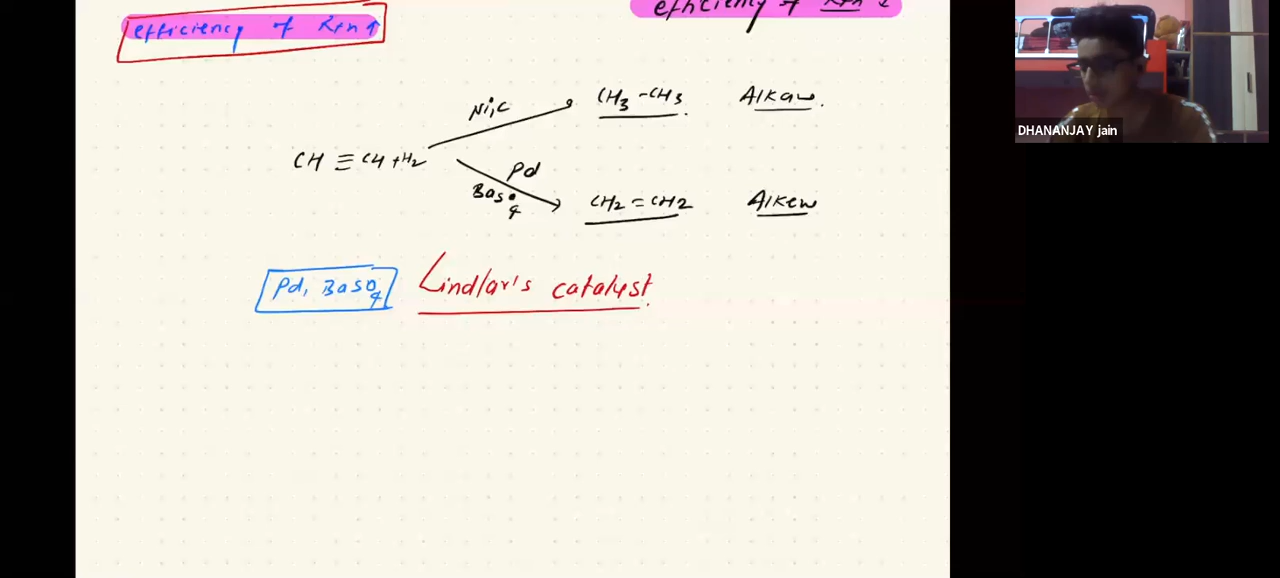 efficiency of Rxn ↑
efficiency of Rxn ↓
Ni, C
CH3 - CH3 Alkane.
CH ≡ CH + H2
Pd
BaSO4
CH2 = CH2 Alkene
Pd, BaSO4 Lindlar's catalyst.
DHANANJAY jain